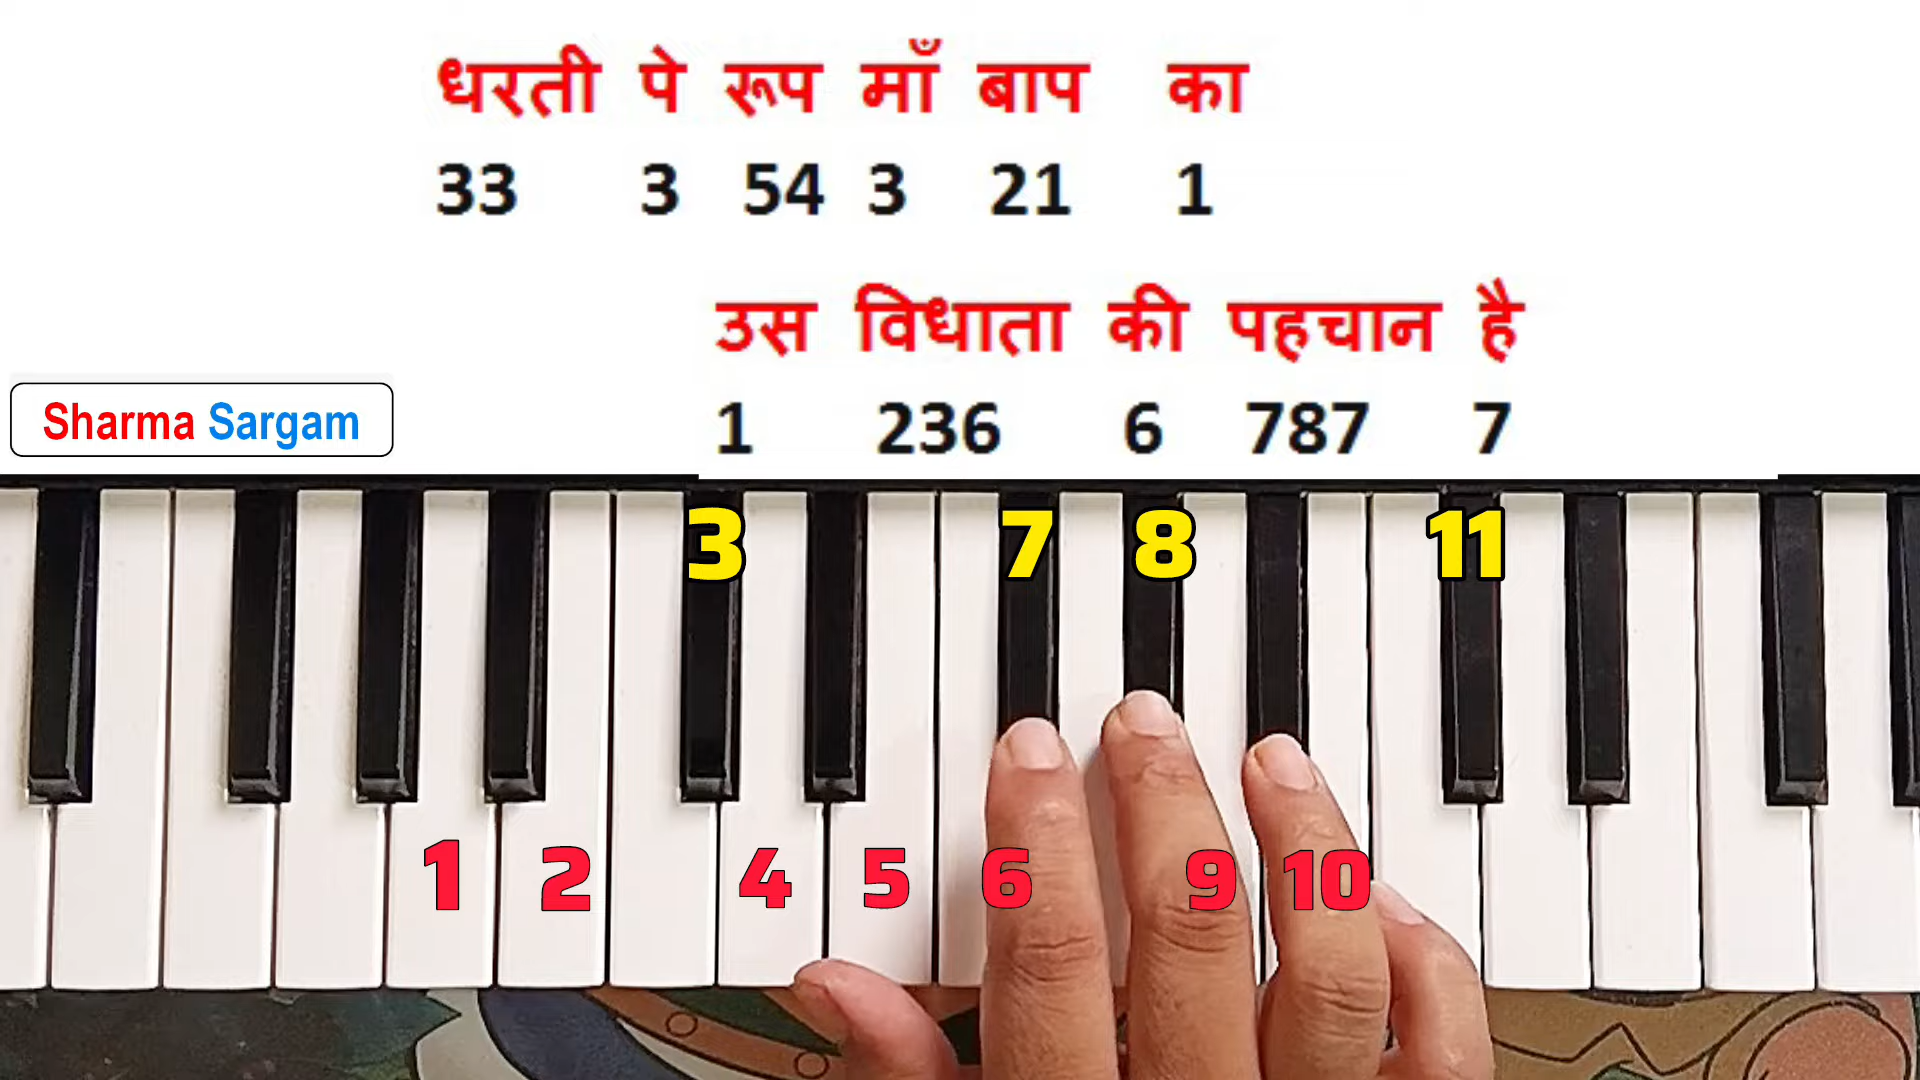 धरती पे रूप माँ बाप का
33 3 54 3 21 1
उस विधाता की पहचान है
1 236 6 787 7
Sharma Sargam
3 7 8 11
1 2 4 5 6 9 10